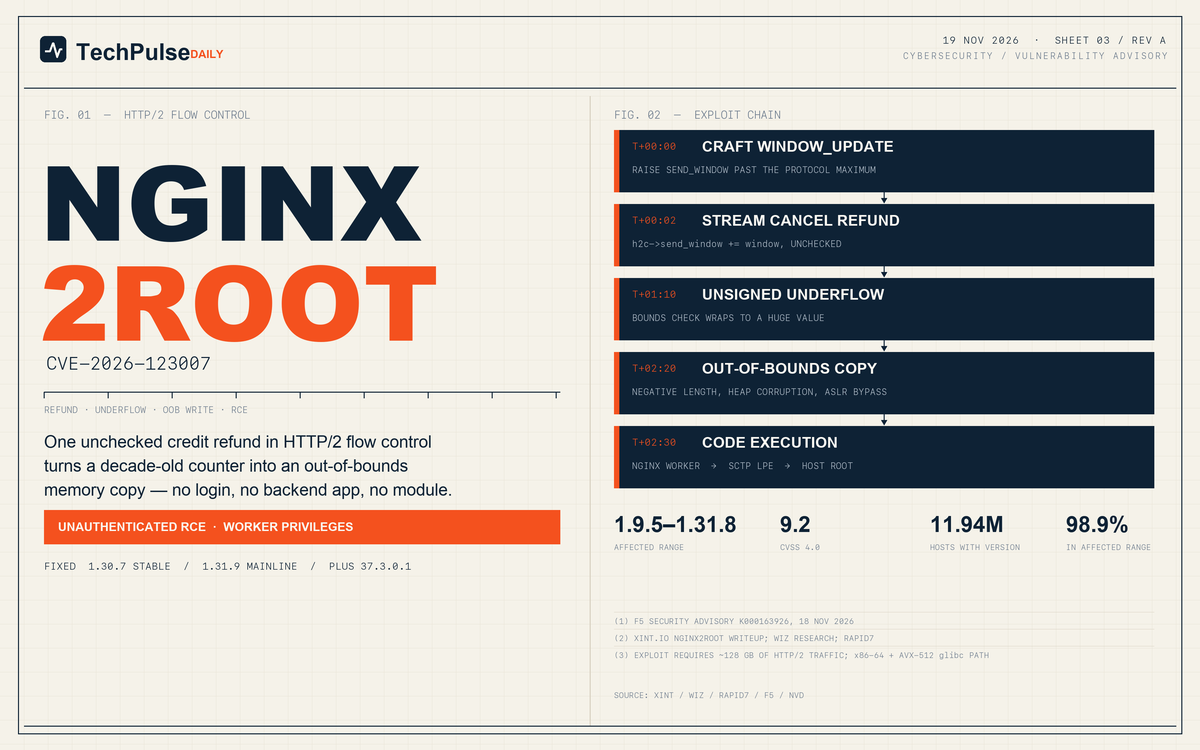 TechPulseDAILY
19 NOV 2026 · SHEET 03 / REV A
CYBERSECURITY / VULNERABILITY ADVISORY
FIG. 01 — HTTP/2 FLOW CONTROL
NGINX
2ROOT
CVE–2026–123007
REFUND · UNDERFLOW · OOB WRITE · RCE
One unchecked credit refund in HTTP/2 flow control
turns a decade-old counter into an out-of-bounds
memory copy — no login, no backend app, no module.
UNAUTHENTICATED RCE · WORKER PRIVILEGES
FIXED 1.30.7 STABLE / 1.31.9 MAINLINE / PLUS 37.3.0.1
FIG. 02 — EXPLOIT CHAIN
T+00:00 CRAFT WINDOW_UPDATE
RAISE SEND_WINDOW PAST THE PROTOCOL MAXIMUM
T+00:02 STREAM CANCEL REFUND
h2c–>send_window += window, UNCHECKED
T+01:10 UNSIGNED UNDERFLOW
BOUNDS CHECK WRAPS TO A HUGE VALUE
T+02:20 OUT-OF-BOUNDS COPY
NEGATIVE LENGTH, HEAP CORRUPTION, ASLR BYPASS
T+02:30 CODE EXECUTION
NGINX WORKER → SCTP LPE → HOST ROOT
1.9.5–1.31.8 9.2 11.94M 98.9%
AFFECTED RANGE CVSS 4.0 HOSTS WITH VERSION IN AFFECTED RANGE
(1) F5 SECURITY ADVISORY K000163926, 18 NOV 2026
(2) XINT.IO NGINX2ROOT WRITEUP; WIZ RESEARCH; RAPID7
(3) EXPLOIT REQUIRES ~128 GB OF HTTP/2 TRAFFIC; x86–64 + AVX–512 glibc PATH
SOURCE: XINT / WIZ / RAPID7 / F5 / NVD